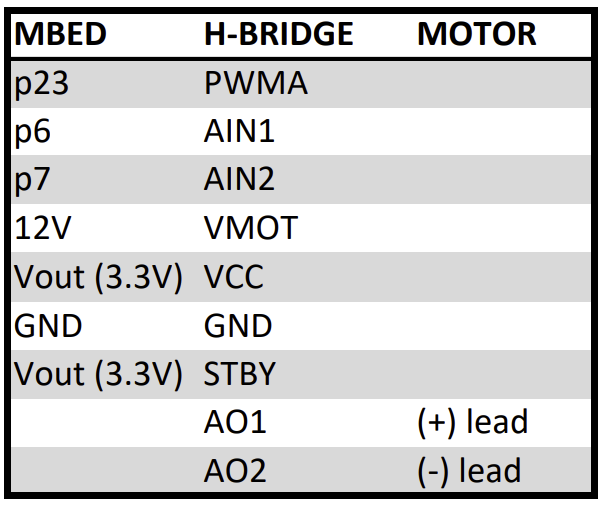 MBED H-BRIDGE MOTOR
p23 PWMA
p6 AIN1
p7 AIN2
12V VMOT
Vout (3.3V) VCC
GND GND
Vout (3.3V) STBY
AO1 (+) lead
AO2 (-) lead